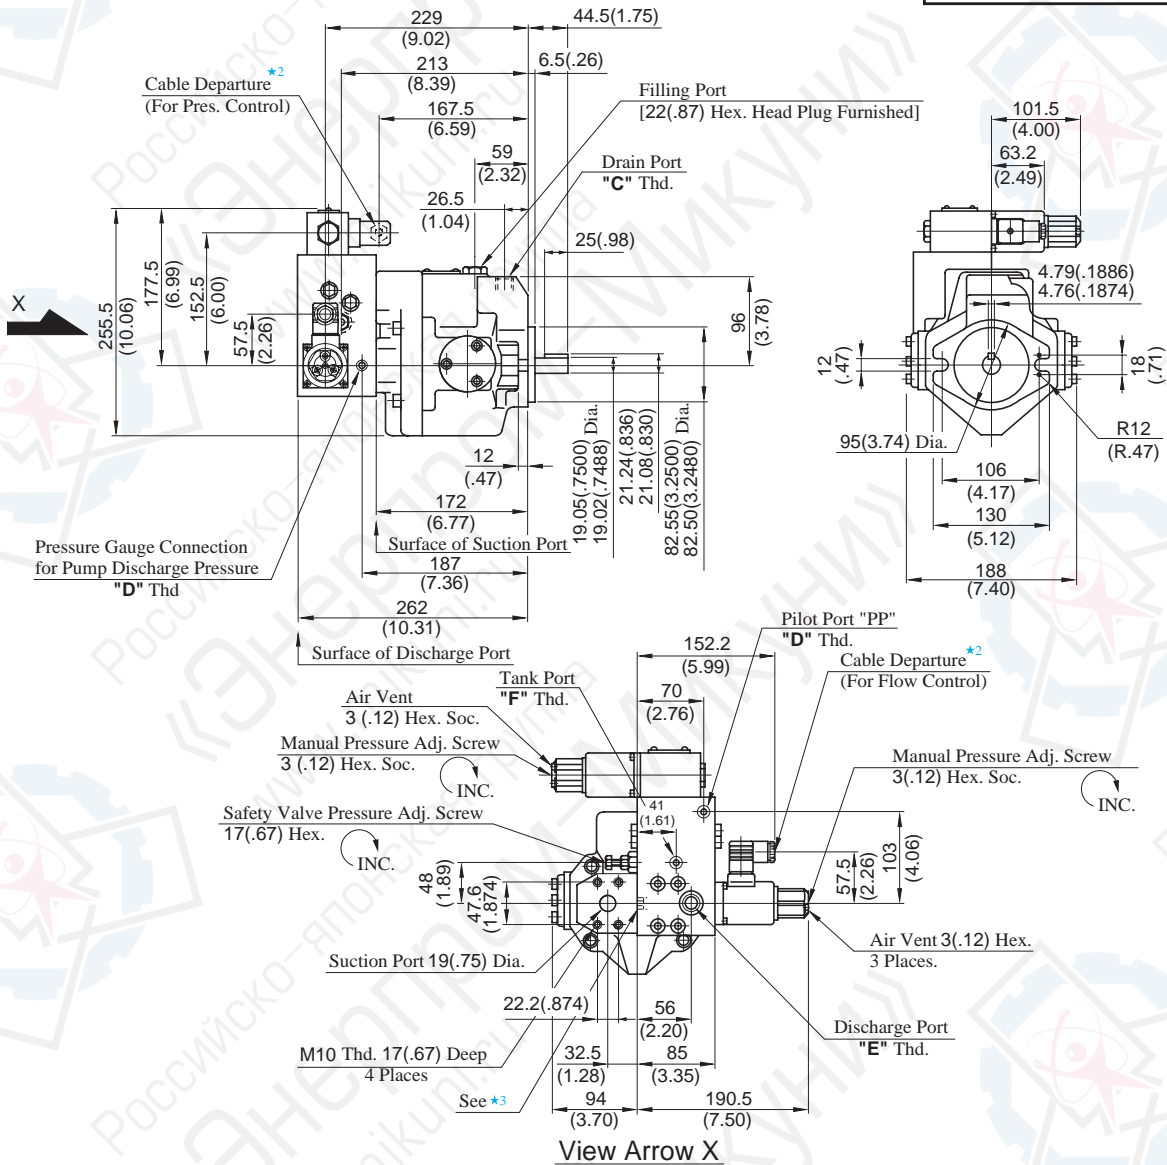 229
(9.02)
44.5(1.75)
213
(8.39)
6.5(.26)
Cable Departure★2
(For Pres. Control)
167.5
(6.59)
Filling Port
[22(.87) Hex. Head Plug Furnished]
59
(2.32)
Drain Port
"C" Thd.
26.5
(1.04)
25(.98)
101.5
(4.00)
63.2
(2.49)
4.79(.1886)
4.76(.1874)
X
255.5
(10.06)
177.5
(6.99)
152.5
(6.00)
57.5
(2.26)
96
(3.78)
12
(.47)
18
(.71)
R12
(R.47)
95(3.74) Dia.
106
(4.17)
130
(5.12)
188
(7.40)
12
(.47)
172
(6.77)
19.05(.7500) Dia.
19.02(.7488)
21.24(.836)
21.08(.830)
82.55(3.2500) Dia.
82.50(3.2480)
Surface of Suction Port
Pressure Gauge Connection
for Pump Discharge Pressure
"D" Thd
187
(7.36)
262
(10.31)
Surface of Discharge Port
Pilot Port "PP"
"D" Thd.
152.2
(5.99)
Cable Departure★2
(For Flow Control)
Tank Port
"F" Thd.
70
(2.76)
Air Vent
3 (.12) Hex. Soc.
Manual Pressure Adj. Screw
3 (.12) Hex. Soc.
INC.
Manual Pressure Adj. Screw
3(.12) Hex. Soc.
INC.
Safety Valve Pressure Adj. Screw
17(.67) Hex.
INC.
41
(1.61)
48
(1.89)
47.6
(1.874)
57.5
(2.26)
103
(4.06)
Air Vent 3(.12) Hex.
3 Places.
Suction Port 19(.75) Dia.
22.2(.874)
56
(2.20)
Discharge Port
"E" Thd.
M10 Thd. 17(.67) Deep
4 Places
32.5
(1.28)
85
(3.35)
See ★3
94
(3.70)
190.5
(7.50)
View Arrow X